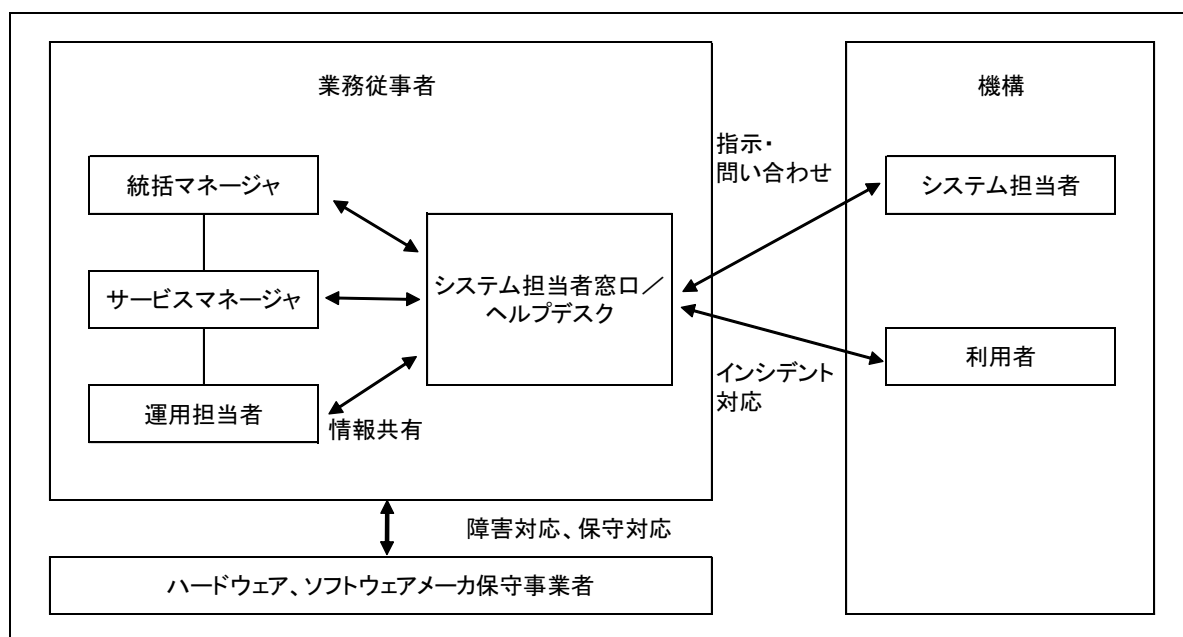 業務従事者
機構
指示・
問い合わせ
統括マネージャ
システム担当者
サービスマネージャ
システム担当者窓口／
ヘルプデスク
利用者
インシデント
対応
運用担当者
情報共有
障害対応、保守対応
ハードウェア、ソフトウェアメーカ保守事業者